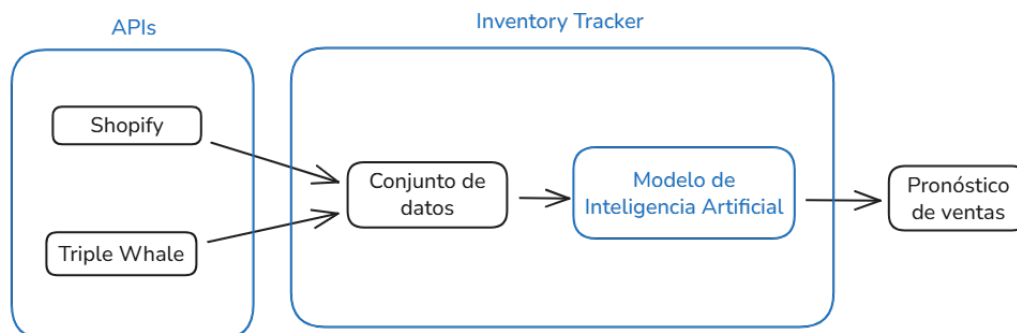 APIs
Inventory Tracker
Shopify
Triple Whale
Conjunto de
datos
Modelo de
Inteligencia Artificial
Pronóstico
de ventas